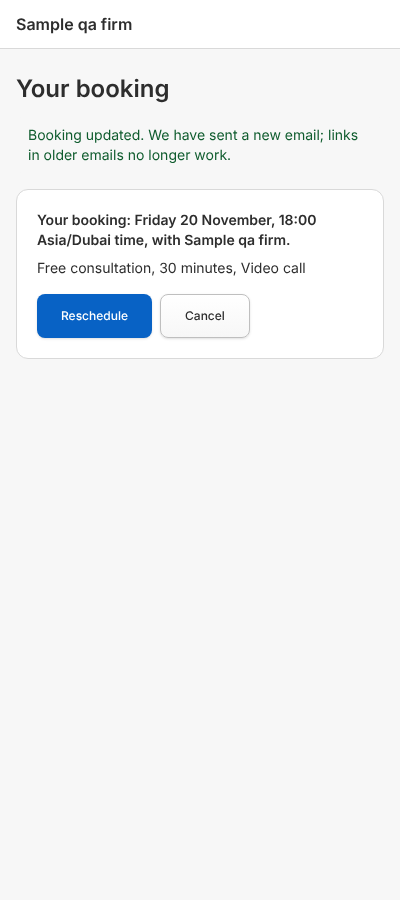 Sample qa firm
Your booking
Booking updated. We have sent a new email; links
in older emails no longer work.
Your booking: Friday 20 November, 18:00
Asia/Dubai time, with Sample qa firm.
Free consultation, 30 minutes, Video call
Reschedule
Cancel